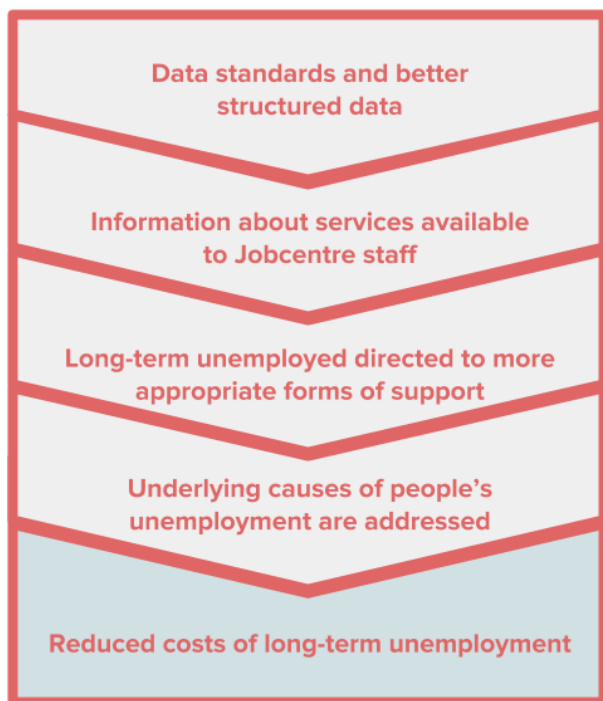 Data standards and better
structured data
Information about services available
to Jobcentre staff
Long-term unemployed directed to more
appropriate forms of support
Underlying causes of people’s
unemployment are addressed
Reduced costs of long-term unemployment